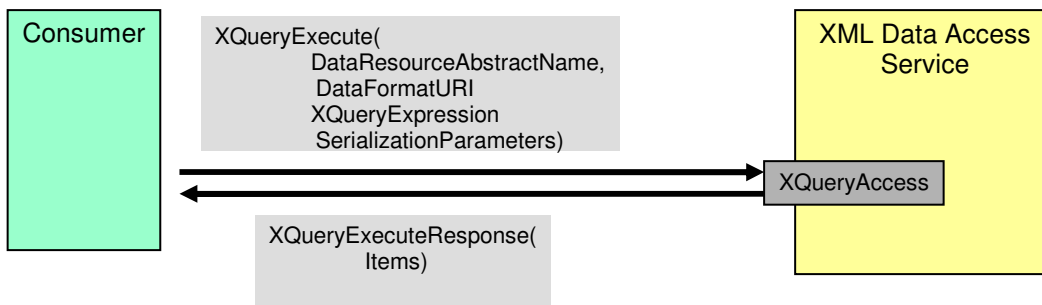 Consumer
XQueryExecute(
DataResourceAbstractName,
DataFormatURI
XQueryExpression
SerializationParameters)
XML Data Access
Service
XQueryAccess
XQueryExecuteResponse(
Items)